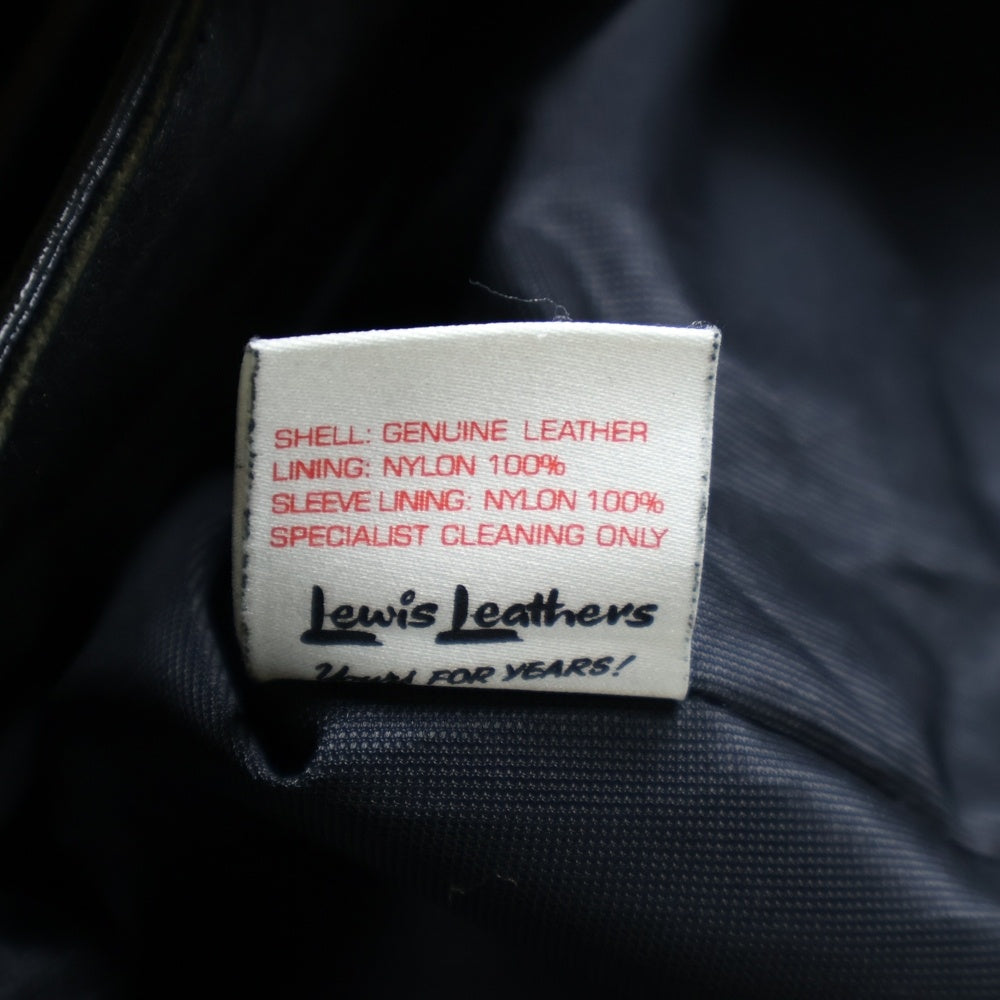 SHELL: GENUINE LEATHER
LINING: NYLON 100%
SLEEVE LINING: NYLON 100%
SPECIALIST CLEANING ONLY
Lewis Leathers
FOR YEARS!